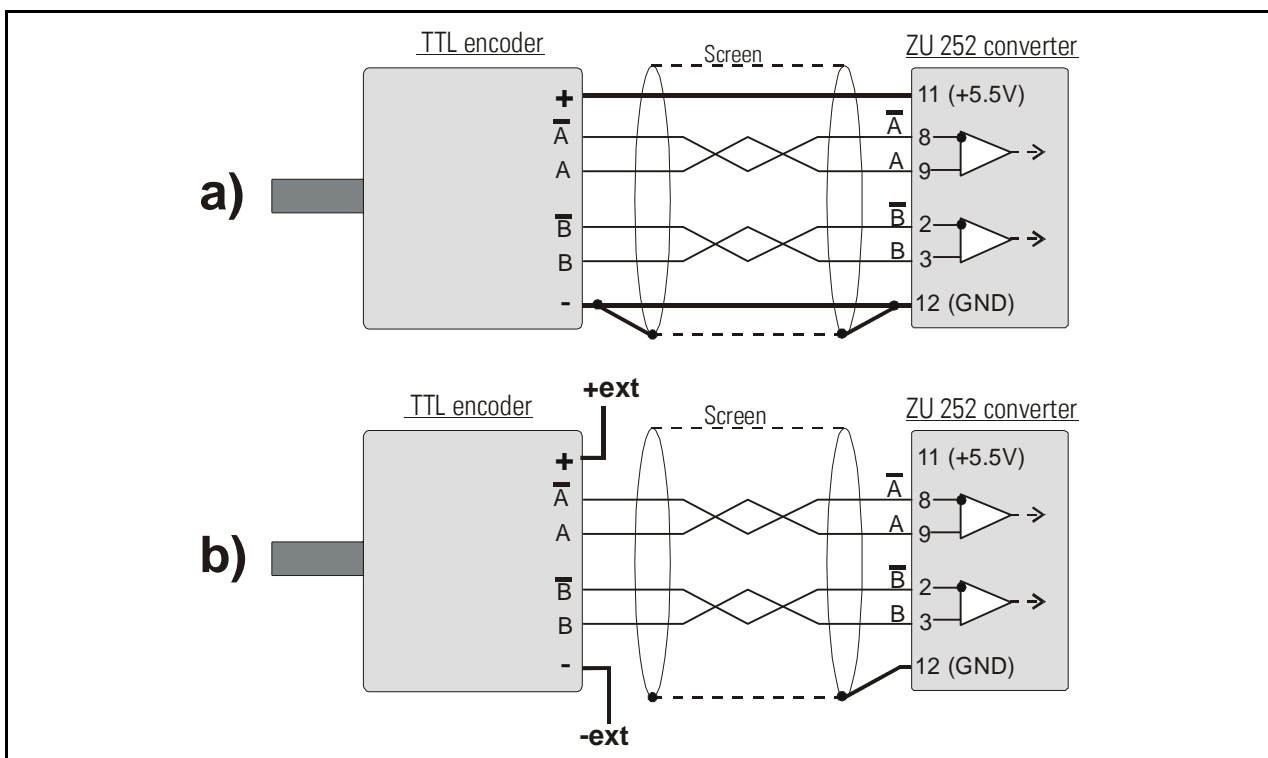 TTL encoder
Screen
ZU 252 converter
a)
+
A̅
A
B̅
B
-
A̅
A
B̅
B
11 (+5.5V)
8
9
2
3
12 (GND)
+ext
TTL encoder
Screen
ZU 252 converter
b)
+
A̅
A
B̅
B
-
-ext
A̅
A
B̅
B
11 (+5.5V)
8
9
2
3
12 (GND)